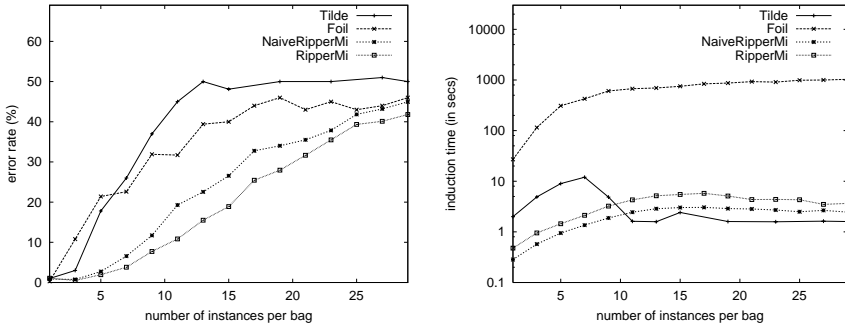 Tilde
Foil
NaiveRipperMi
RipperMi
60
50
40
30
20
10
0
error rate (%)
5
10
15
20
25
number of instances per bag
Tilde
Foil
NaiveRipperMi
RipperMi
10000
1000
100
10
1
0.1
induction time (in secs)
5
10
15
20
25
number of instances per bag